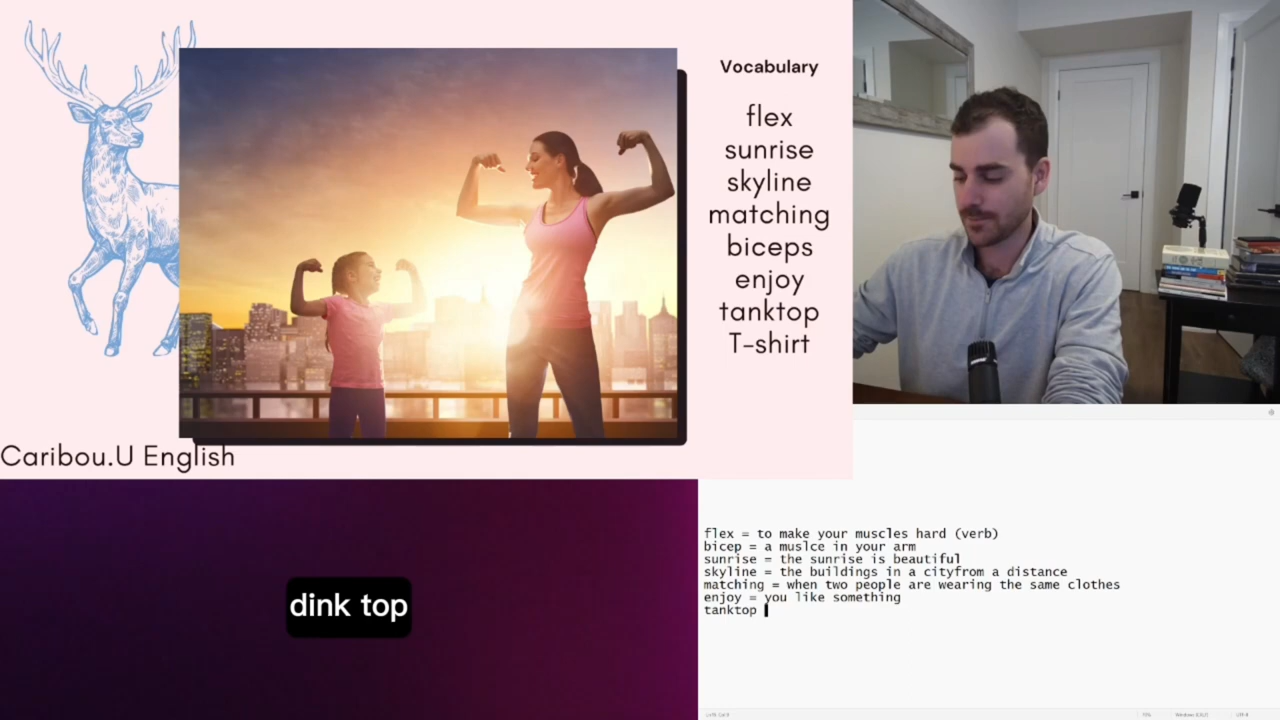 Vocabulary
flex
sunrise
skyline
matching
biceps
enjoy
tanktop
T-shirt
Caribou.U English
dink top
flex = to make your muscles hard (verb)
bicep = a muslce in your arm
sunrise = the sunrise is beautiful
skyline = the buildings in a cityfrom a distance
matching = when two people are wearing the same clothes
enjoy = you like something
tanktop